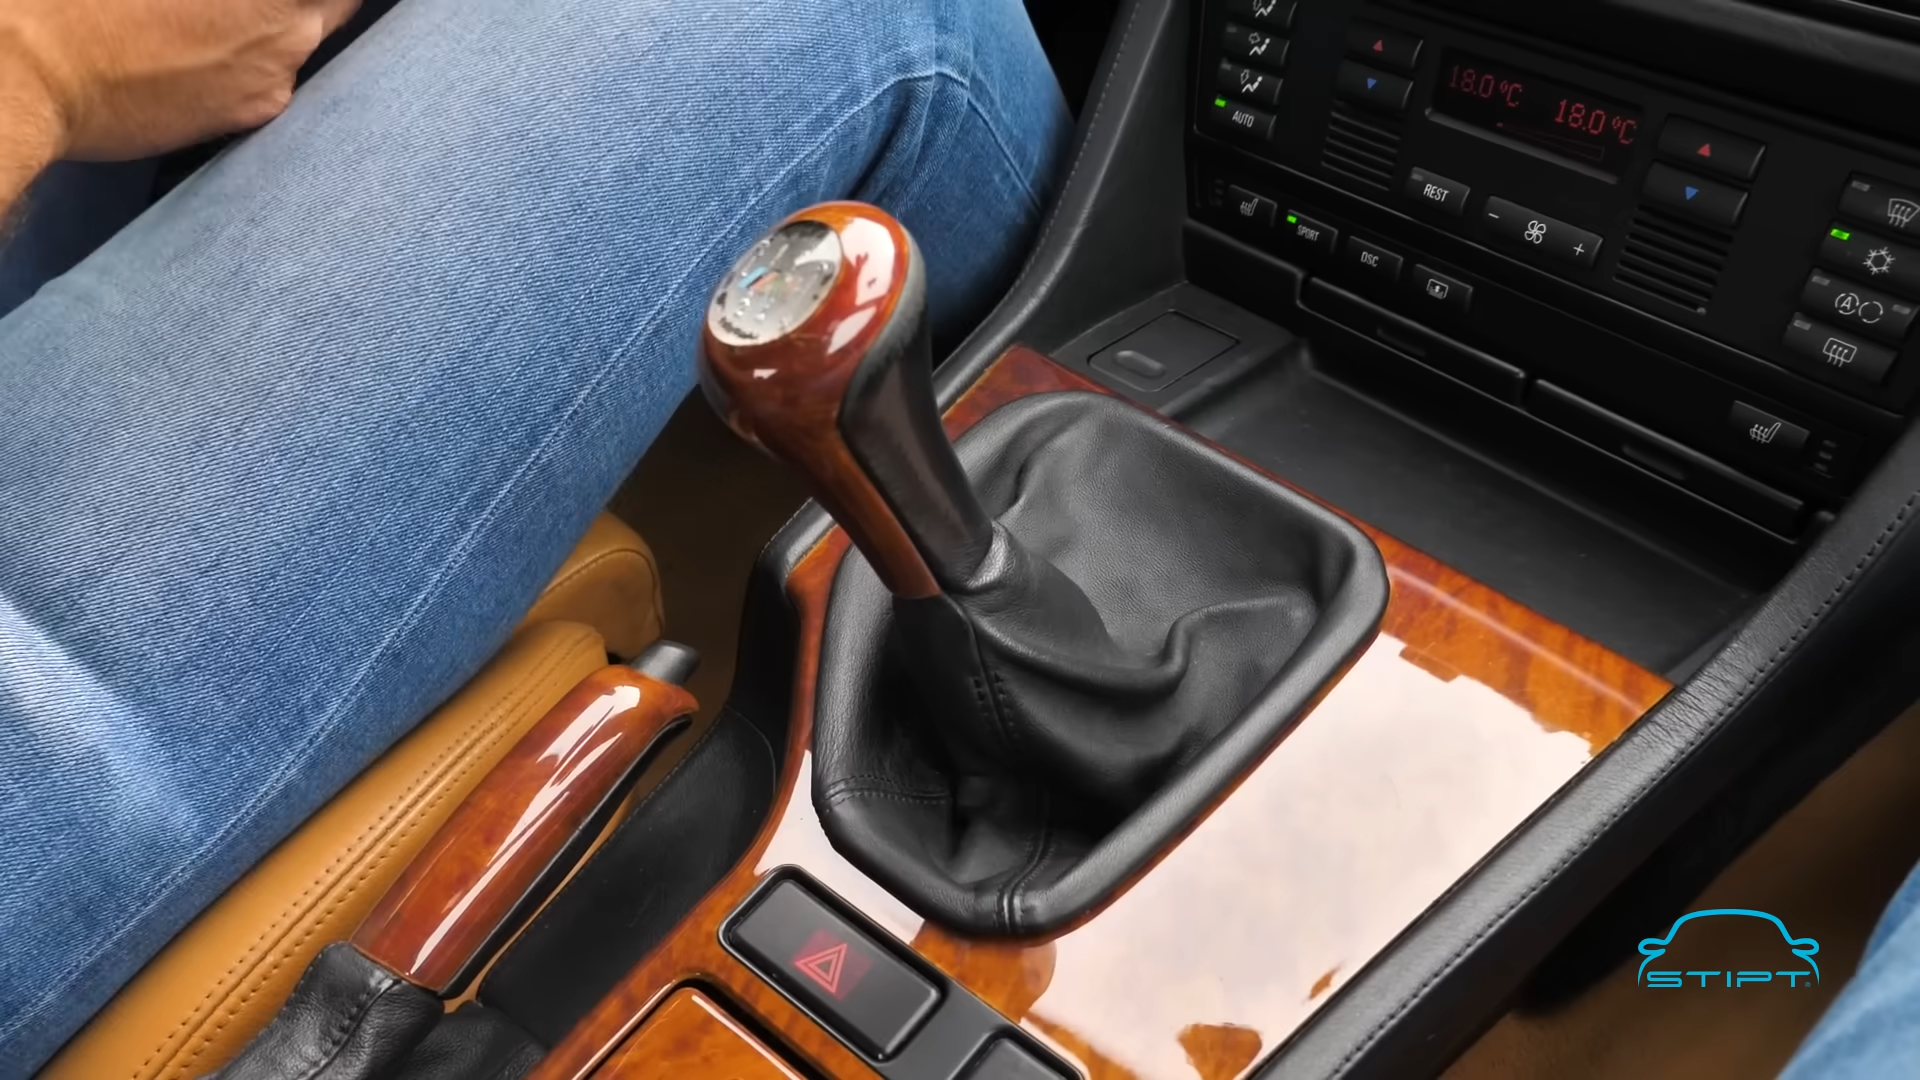 18.0°C 18.0°C
AUTO
REST
- +
SPORT
DSC
A
STIPT